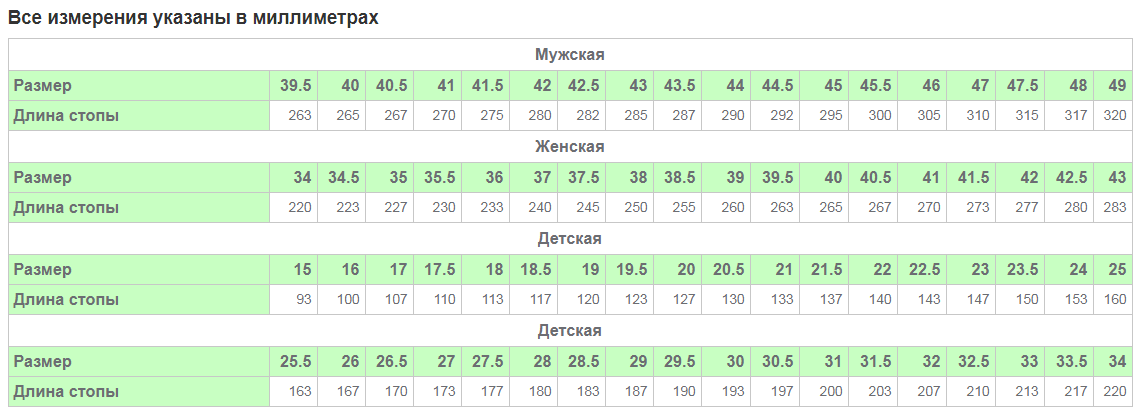 Все измерения указаны в миллиметрах
Мужская
Размер 39.5 40 40.5 41 41.5 42 42.5 43 43.5 44 44.5 45 45.5 46 47 47.5 48 49
Длина стопы 263 265 267 270 275 280 282 285 287 290 292 295 300 305 310 315 317 320
Женская
Размер 34 34.5 35 35.5 36 37 37.5 38 38.5 39 39.5 40 40.5 41 41.5 42 42.5 43
Длина стопы 220 223 227 230 233 240 245 250 255 260 263 265 267 270 273 277 280 283
Детская
Размер 15 16 17 17.5 18 18.5 19 19.5 20 20.5 21 21.5 22 22.5 23 23.5 24 25
Длина стопы 93 100 107 110 113 117 120 123 127 130 133 137 140 143 147 150 153 160
Детская
Размер 25.5 26 26.5 27 27.5 28 28.5 29 29.5 30 30.5 31 31.5 32 32.5 33 33.5 34
Длина стопы 163 167 170 173 177 180 183 187 190 193 197 200 203 207 210 213 217 220